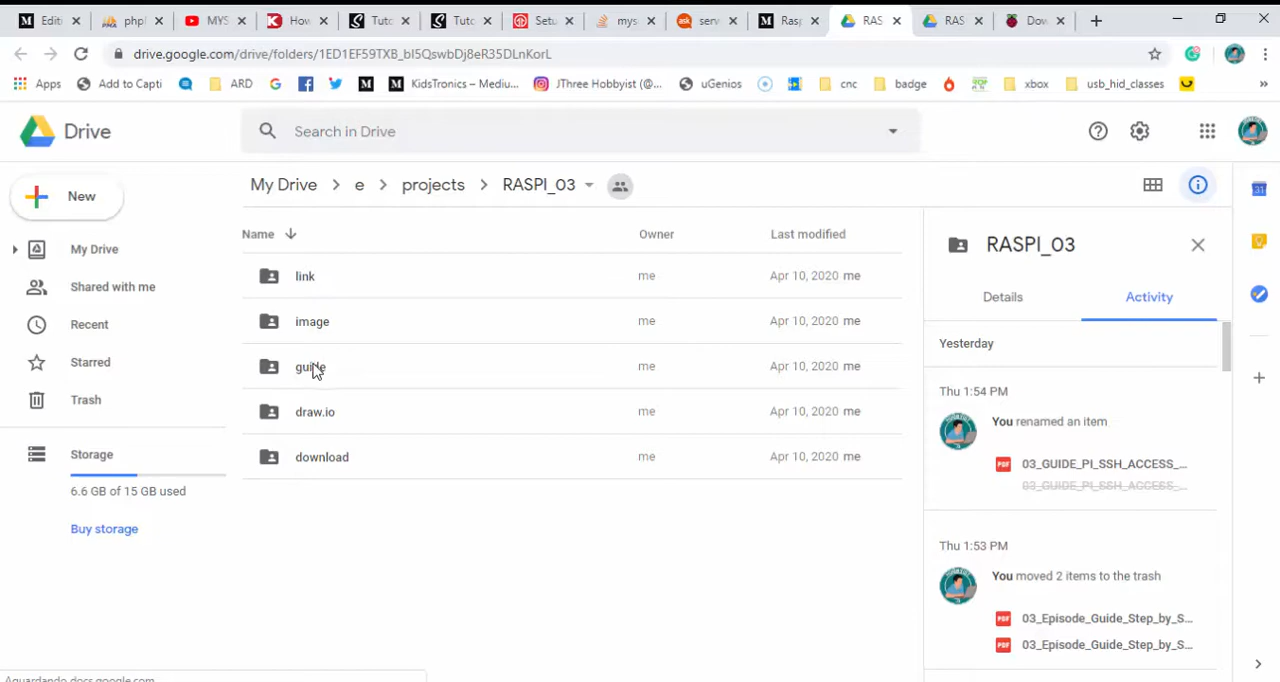 Editi
php
MYS
How
Tuto
Tuto
Setu
mys
serv
Rasp
RAS
RAS
Dow
drive.google.com/drive/folders/1ED1EF59TXB_bI5QswbDj8eR35DLnKorL
Apps
Add to Capti
ARD
KidsTronics – Mediu...
JThree Hobbyist (@...
uGenios
cnc
badge
xbox
usb_hid_classes
»
Drive
Search in Drive
New
My Drive > e > projects > RASPI_03
My Drive
Shared with me
Recent
Starred
Trash
Storage
6.6 GB of 15 GB used
Buy storage
Name Owner Last modified
link me Apr 10, 2020 me
image me Apr 10, 2020 me
guide me Apr 10, 2020 me
draw.io me Apr 10, 2020 me
download me Apr 10, 2020 me
RASPI_03
Details Activity
Yesterday
Thu 1:54 PM
You renamed an item
PDF 03_GUIDE_PI_SSH_ACCESS_...
03_GUIDE_PI_SSH_ACCESS_...
Thu 1:53 PM
You moved 2 items to the trash
PDF 03_Episode_Guide_Step_by_S...
PDF 03_Episode_Guide_Step_by_S...
Aguardando docs.google.com